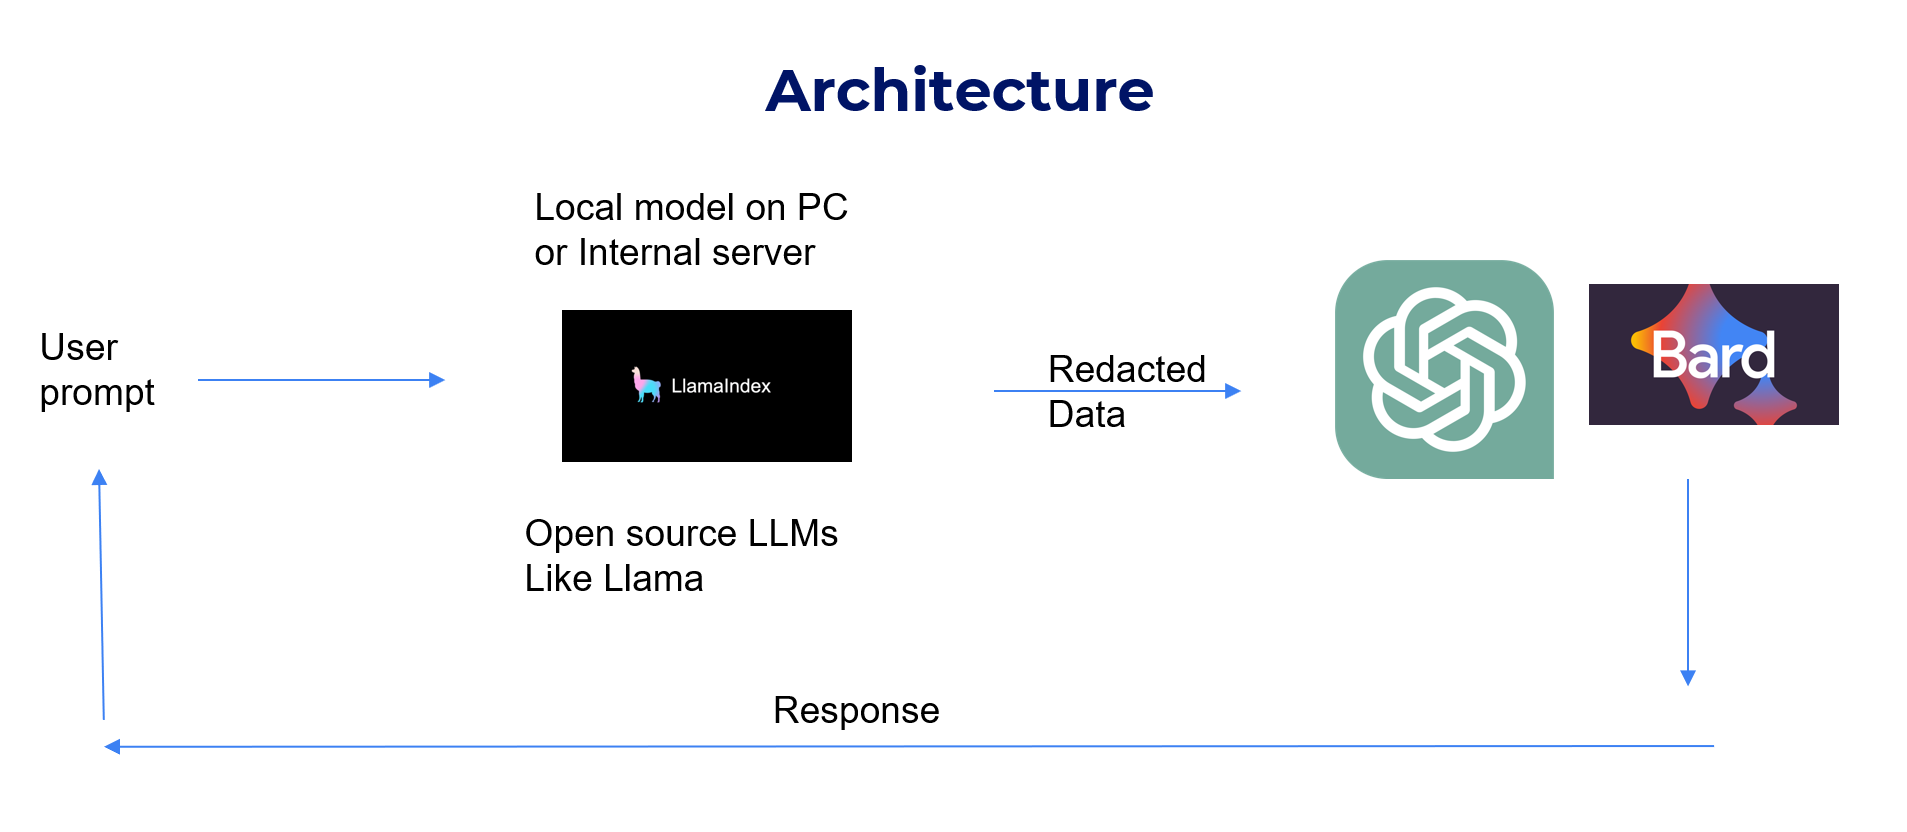 Architecture
Local model on PC
or Internal server
User
prompt
LlamaIndex
Redacted
Data
Bard
Open source LLMs
Like Llama
Response